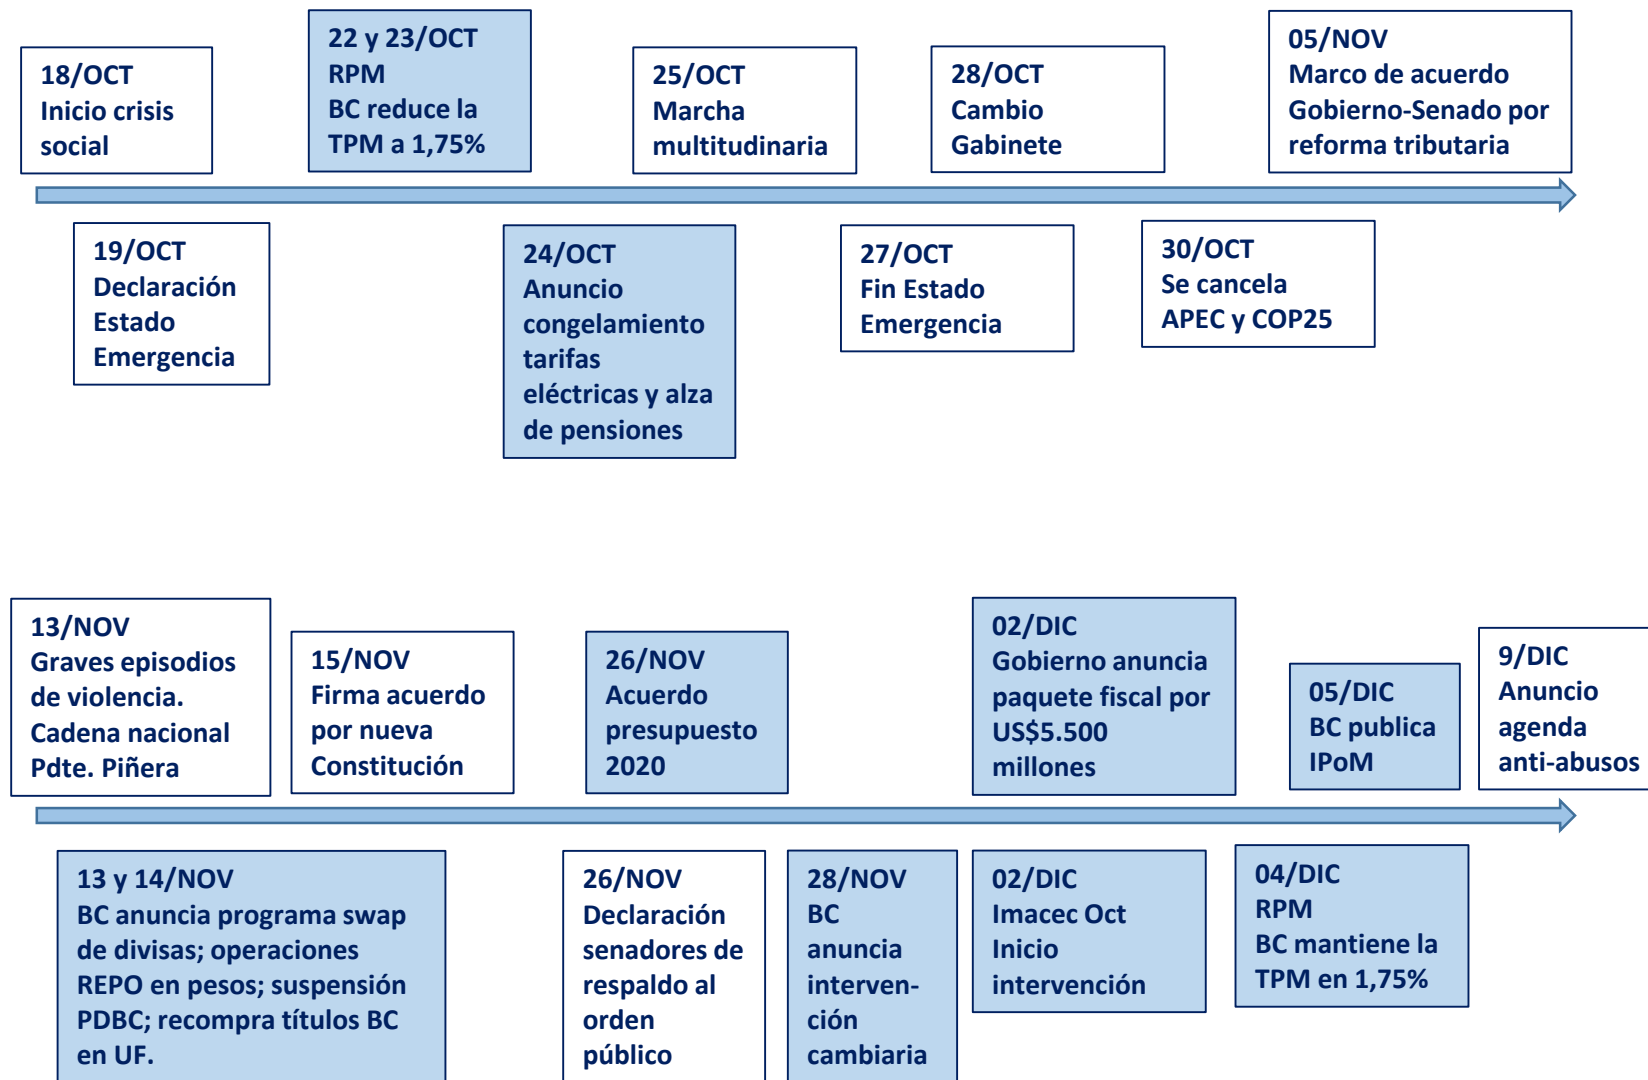 18/OCT
Inicio crisis
social
22 y 23/OCT
RPM
BC reduce la
TPM a 1,75%
25/OCT
Marcha
multitudinaria
28/OCT
Cambio
Gabinete
05/NOV
Marco de acuerdo
Gobierno-Senado por
reforma tributaria
19/OCT
Declaración
Estado
Emergencia
24/OCT
Anuncio
congelamiento
tarifas
eléctricas y alza
de pensiones
27/OCT
Fin Estado
Emergencia
30/OCT
Se cancela
APEC y COP25
13/NOV
Graves episodios
de violencia.
Cadena nacional
Pdte. Piñera
15/NOV
Firma acuerdo
por nueva
Constitución
26/NOV
Acuerdo
presupuesto
2020
02/DIC
Gobierno anuncia
paquete fiscal por
US$5.500
millones
05/DIC
BC publica
IPoM
9/DIC
Anuncio
agenda
anti-abusos
13 y 14/NOV
BC anuncia programa swap
de divisas; operaciones
REPO en pesos; suspensión
PDBC; recompra títulos BC
en UF.
26/NOV
Declaración
senadores de
respaldo al
orden
público
28/NOV
BC
anuncia
interven-
ción
cambiaria
02/DIC
Imacec Oct
Inicio
intervención
04/DIC
RPM
BC mantiene la
TPM en 1,75%